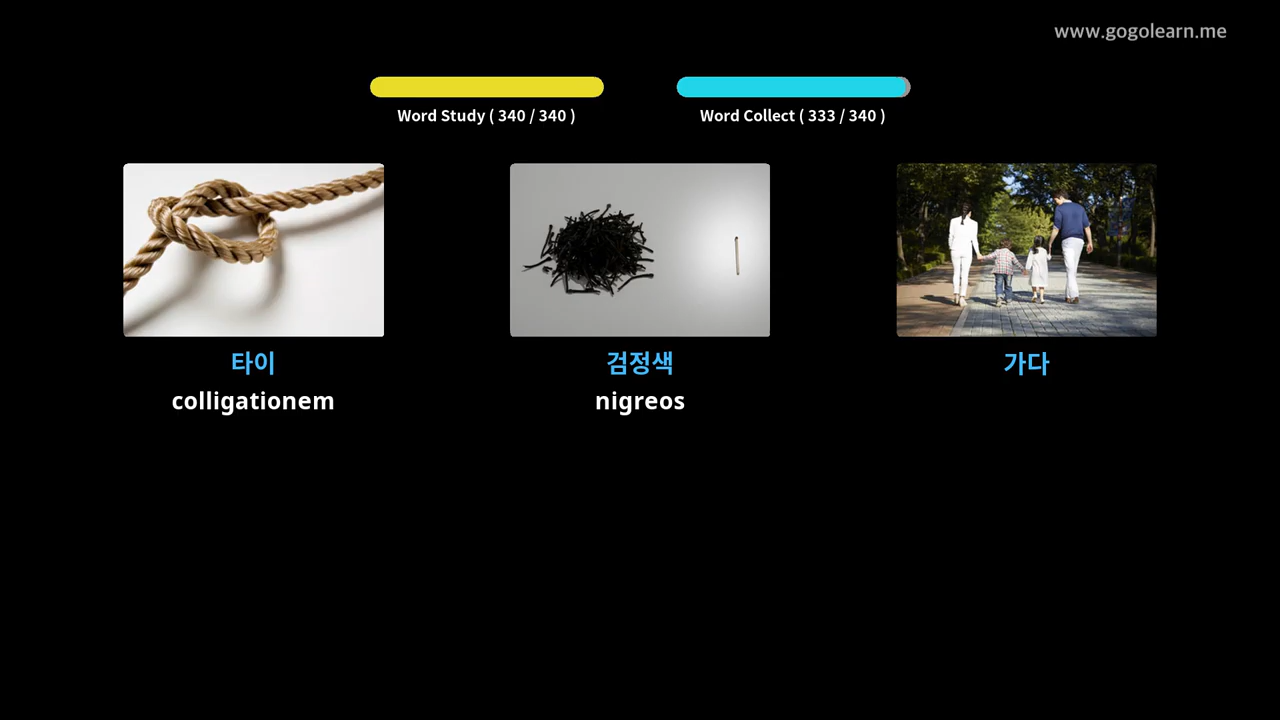 www.gogolearn.me
Word Study ( 340 / 340 )
Word Collect ( 333 / 340 )
타이
검정색
가다
colligationem
nigreos